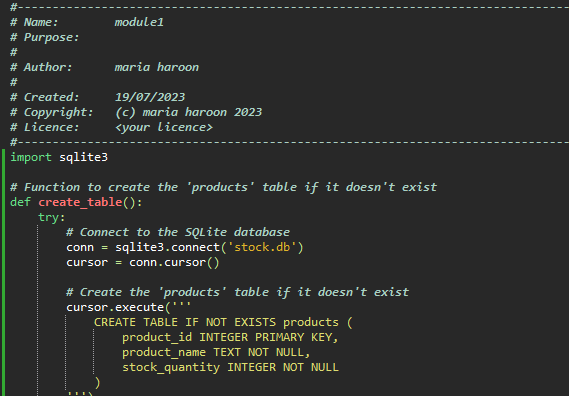 #-------------------------------------------------------------------------------
# Name:        module1
# Purpose:
#
# Author:      maria haroon
#
# Created:     19/07/2023
# Copyright:   (c) maria haroon 2023
# Licence:     <your licence>
#-------------------------------------------------------------------------------
import sqlite3

# Function to create the 'products' table if it doesn't exist
def create_table():
    try:
        # Connect to the SQLite database
        conn = sqlite3.connect('stock.db')
        cursor = conn.cursor()

        # Create the 'products' table if it doesn't exist
        cursor.execute('''
            CREATE TABLE IF NOT EXISTS products (
                product_id INTEGER PRIMARY KEY,
                product_name TEXT NOT NULL,
                stock_quantity INTEGER NOT NULL
            )
        ''')